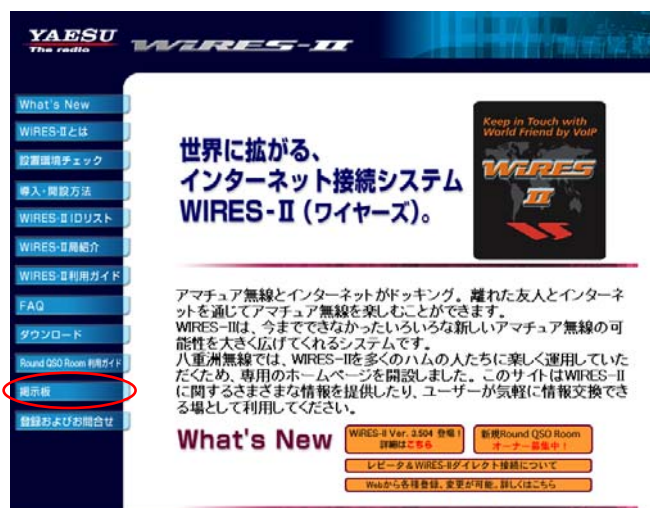 YAESU
The radio
WiRES-II
What's New
WiRES-IIとは
設置環境チェック
導入・開設方法
WIRES-II IDリスト
WIRES-II局紹介
WIRES-II利用ガイド
FAQ
ダウンロード
Round QSO Room 利用ガイド
掲示板
登録およびお問合せ
世界に拡がる、
インターネット接続システム
WIRES-II（ワイヤーズ）。
Keep in Touch with
World Friend by VoIP
WiRES
II
アマチュア無線とインターネットがドッキング。離れた友人とインターネ
ットを通じてアマチュア無線を楽しむことができます。
WIRES-IIは、今までできなかったいろいろな新しいアマチュア無線の可
能性を大きく広げてくれるシステムです。
八重洲無線では、WIRES-IIを多くのハムの人たちに楽しく運用していた
だくため、専用のホームページを開設しました。このサイトはWIRES-II
に関するさまざまな情報を提供したり、ユーザーが気軽に情報交換でき
る場として利用してください。
What's New
WiRES-II Ver. 3.504 登場！
詳細はこちら
新規Round QSO Room
オーナー募集中！
レピータ＆WiRES-IIダイレクト接続について
Webから各種登録、変更が可能。詳しくはこちら